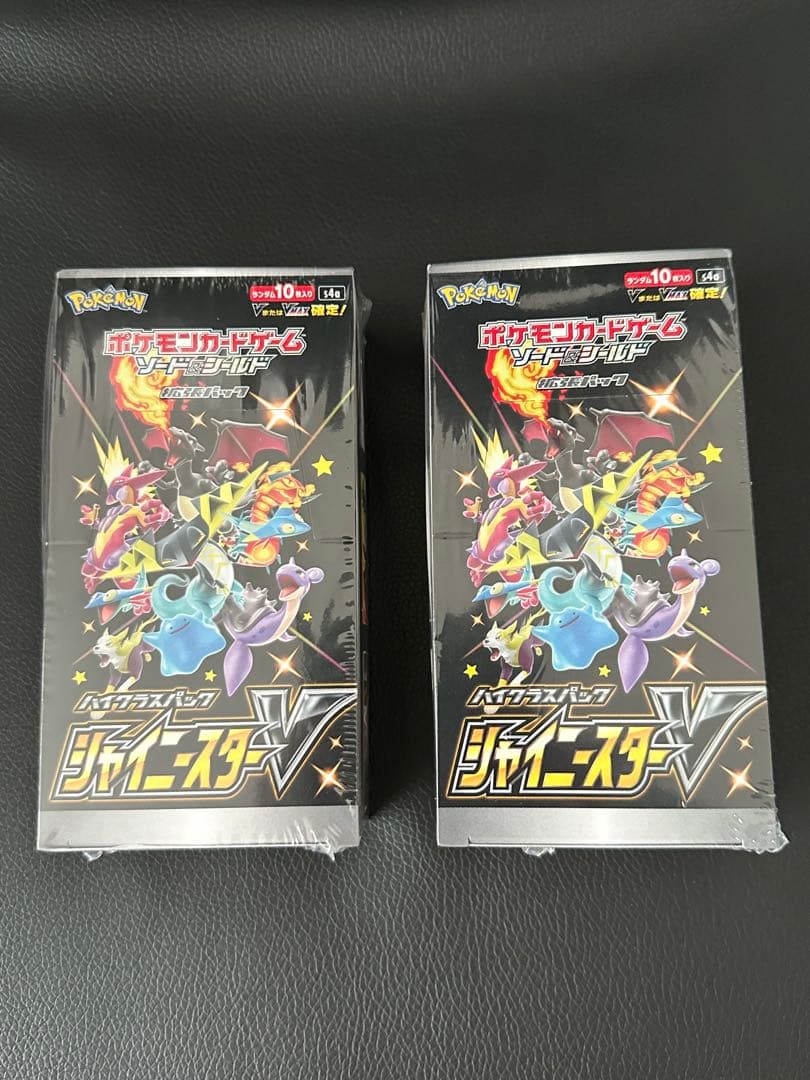 Pokémon
ランダム10枚入り S4a
VまたはVMAX確定!
ポケモンカードゲーム
ソード&シールド
拡張パック
ハイクラスパック
シャイニースターV
Pokémon
ランダム10枚入り S4a
VまたはVMAX確定!
ポケモンカードゲーム
ソード&シールド
拡張パック
ハイクラスパック
シャイニースターV